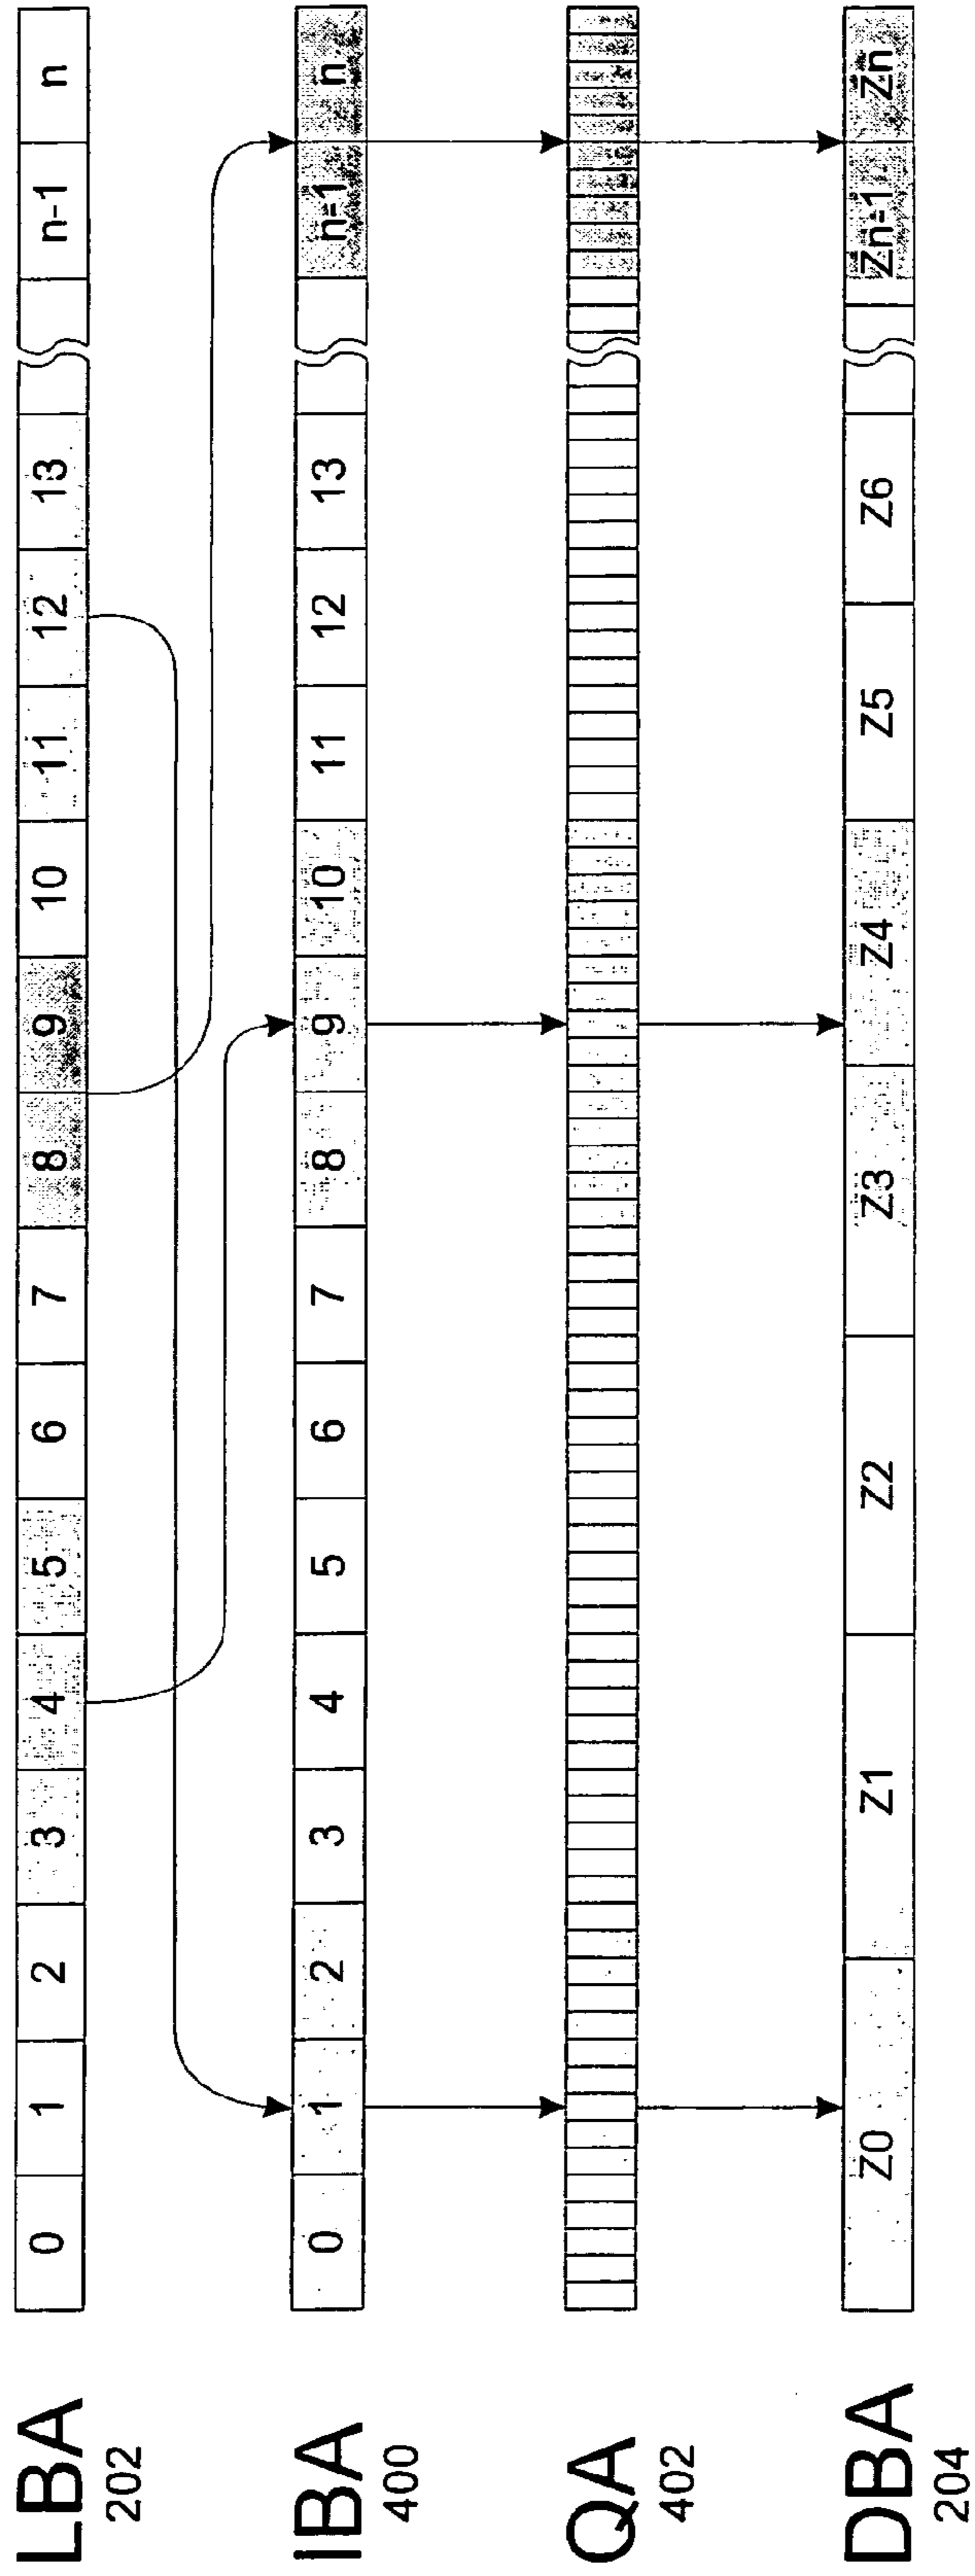 LBA 0 1 2 3 4 5 6 7 8 9 10 11 12 13 n-1 n
202
IBA 0 1 2 3 4 5 6 7 8 9 10 11 12 13 n-1 n
400
QA
402
DBA Z0 Z1 Z2 Z3 Z4 Z5 Z6 Zn-1 Zn
204